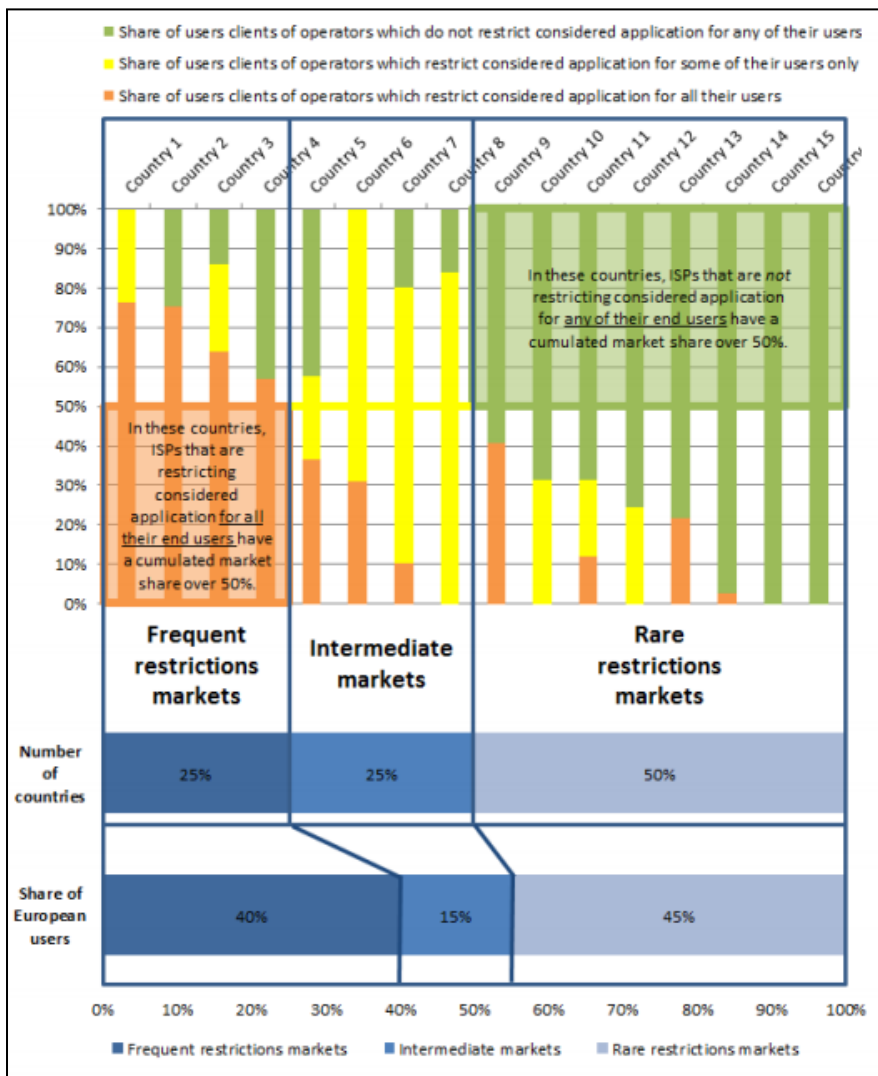 Share of users clients of operators which do not restrict considered application for any of their users
Share of users clients of operators which restrict considered application for some of their users only
Share of users clients of operators which restrict considered application for all their users
Country 1
Country 2
Country 3
Country 4
Country 5
Country 6
Country 7
Country 8
Country 9
Country 10
Country 11
Country 12
Country 13
Country 14
Country 15
Country
100%
90%
80%
70%
60%
50%
40%
30%
20%
10%
0%
In these countries, ISPs that are not
restricting considered application
for any of their end users have a
cumulated market share over 50%.
In these countries,
ISPs that are
restricting
considered
application for all
their end users have
a cumulated market
share over 50%.
Frequent
restrictions
markets
Intermediate
markets
Rare
restrictions
markets
Number
of
countries
25%
25%
50%
Share of
European
users
40%
15%
45%
0% 10% 20% 30% 40% 50% 60% 70% 80% 90% 100%
Frequent restrictions markets Intermediate markets Rare restrictions markets